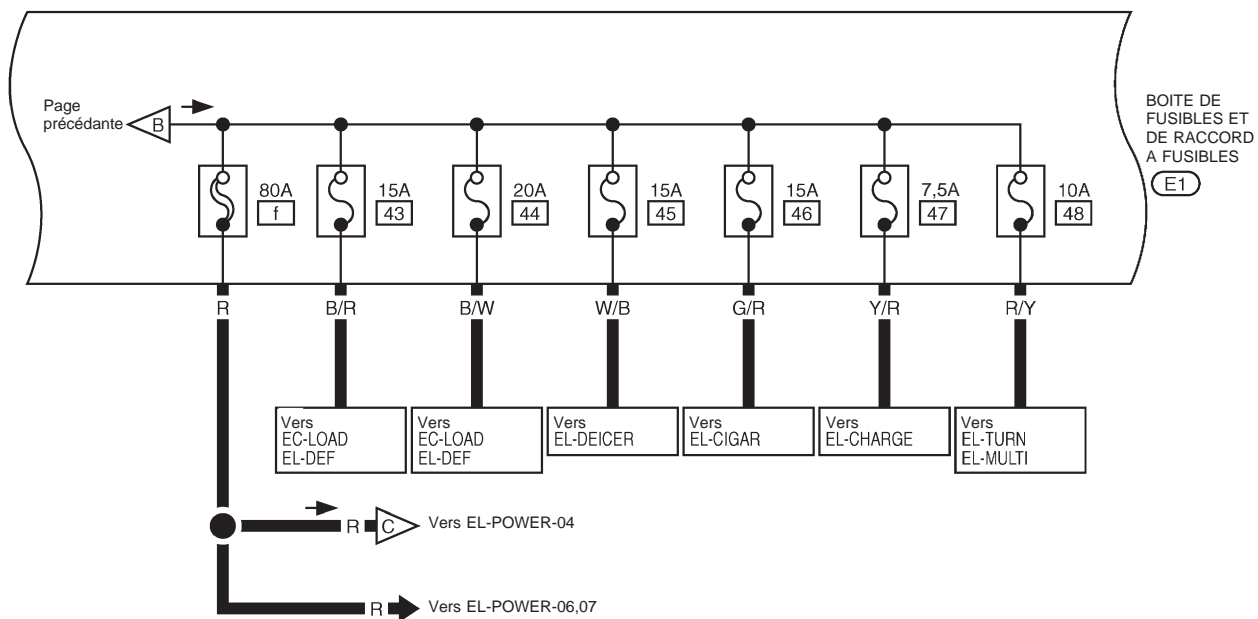 Page
précédante
B
BOITE DE
FUSIBLES ET
DE RACCORD
A FUSIBLES
E1
80A
f
15A
43
20A
44
15A
45
15A
46
7,5A
47
10A
48
R
B/R
B/W
W/B
G/R
Y/R
R/Y
Vers
EC-LOAD
EL-DEF
Vers
EC-LOAD
EL-DEF
Vers
EL-DEICER
Vers
EL-CIGAR
Vers
EL-CHARGE
Vers
EL-TURN
EL-MULTI
R
C
Vers EL-POWER-04
R
Vers EL-POWER-06,07